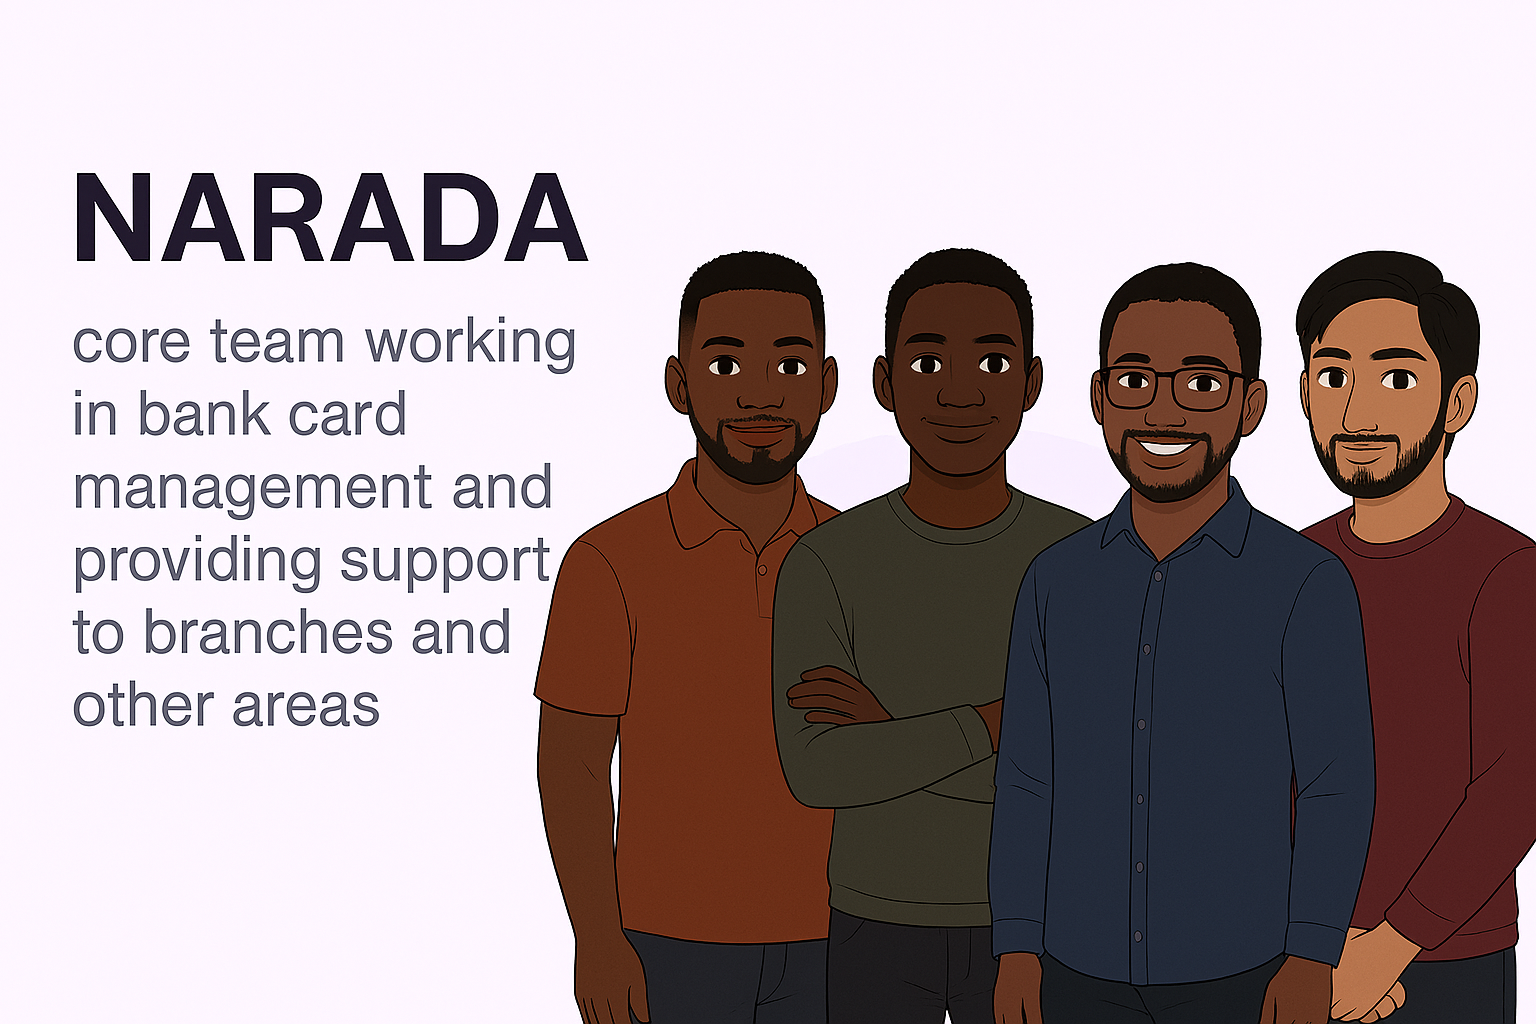 NARADA
core team working
in bank card
management and
providing support
to branches and
other areas